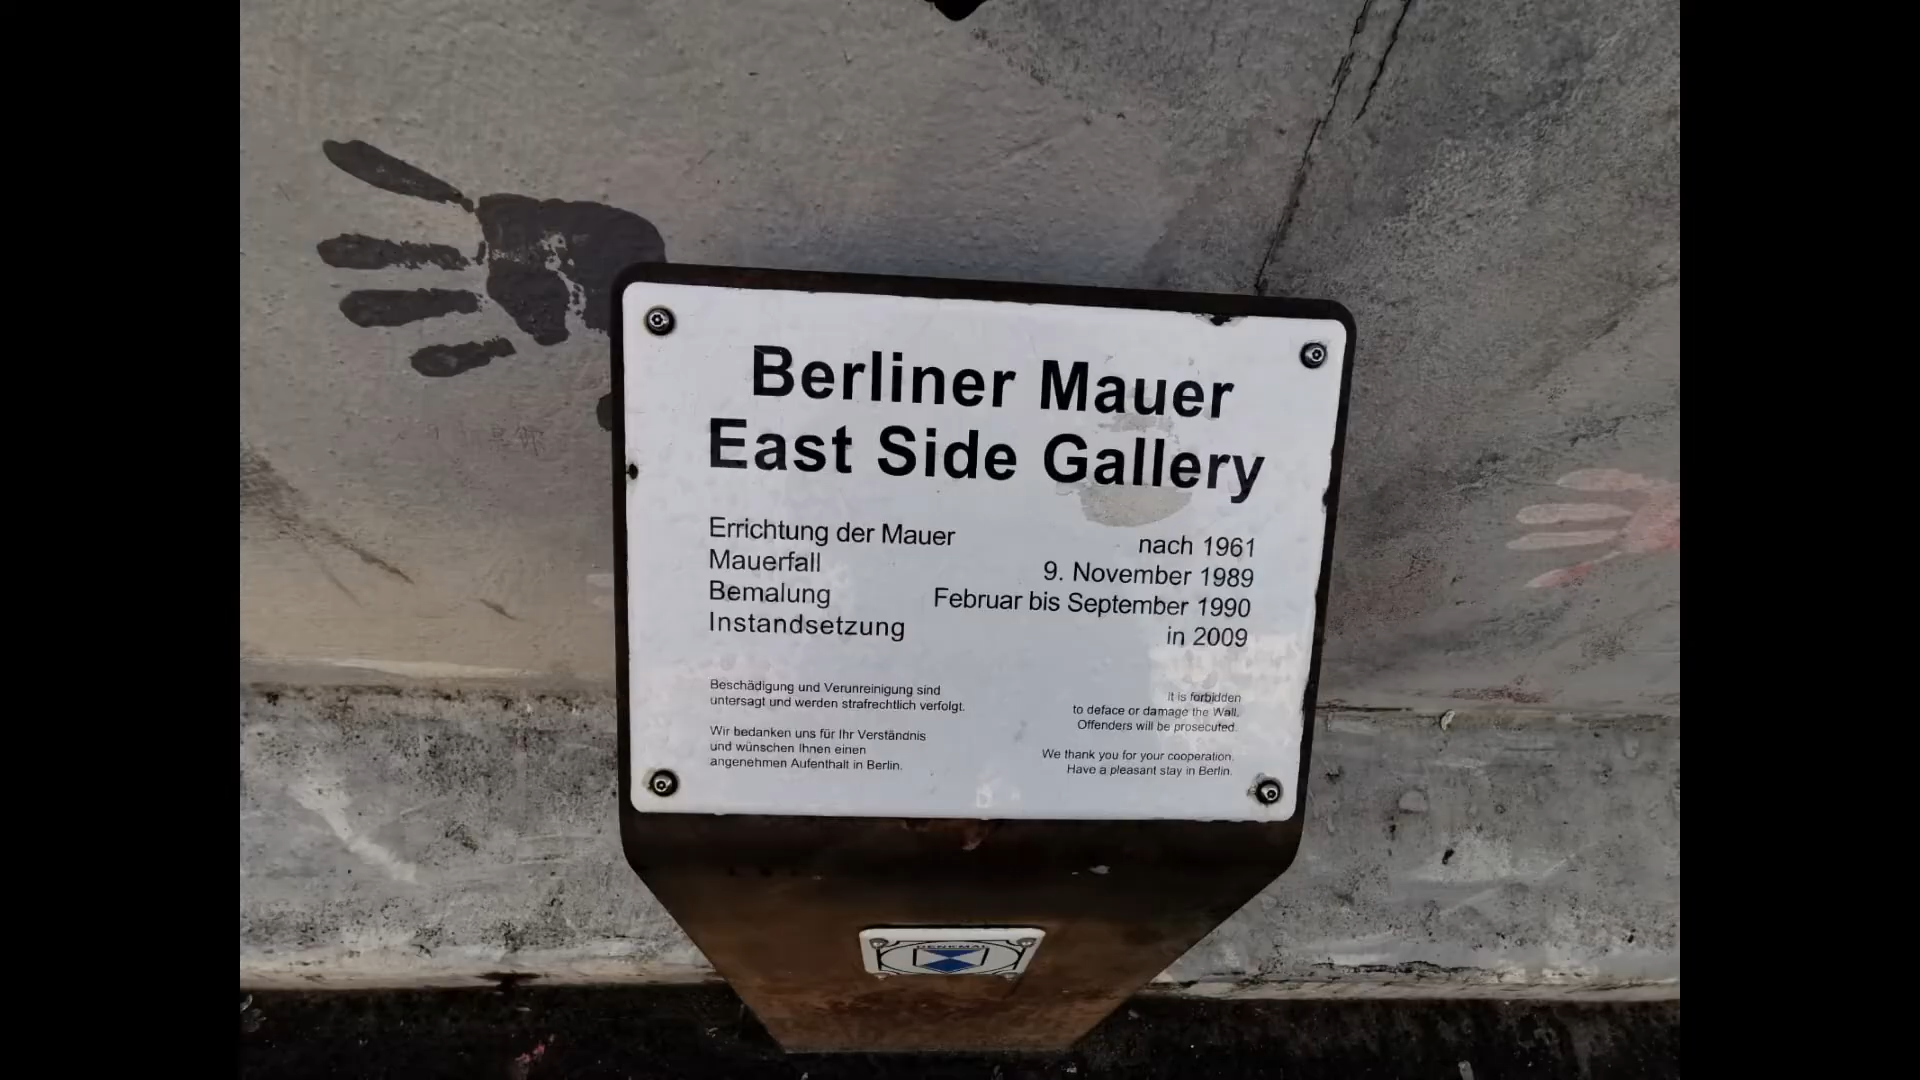 Berliner Mauer
East Side Gallery
Errichtung der Mauer nach 1961
Mauerfall 9. November 1989
Bemalung Februar bis September 1990
Instandsetzung in 2009
Beschädigung und Verunreinigung sind
untersagt und werden strafrechtlich verfolgt.
Wir bedanken uns für Ihr Verständnis
und wünschen Ihnen einen
angenehmen Aufenthalt in Berlin.
It is forbidden
to deface or damage the Wall.
Offenders will be prosecuted.
We thank you for your cooperation.
Have a pleasant stay in Berlin.
DENKMAL